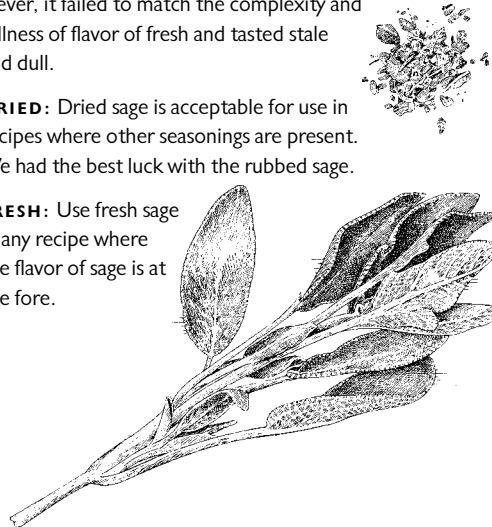 ever, it failed to match the complexity and
llness of flavor of fresh and tasted stale
d dull.
RIED: Dried sage is acceptable for use in
cipes where other seasonings are present.
e had the best luck with the rubbed sage.
RESH: Use fresh sage
any recipe where
e flavor of sage is at
e fore.